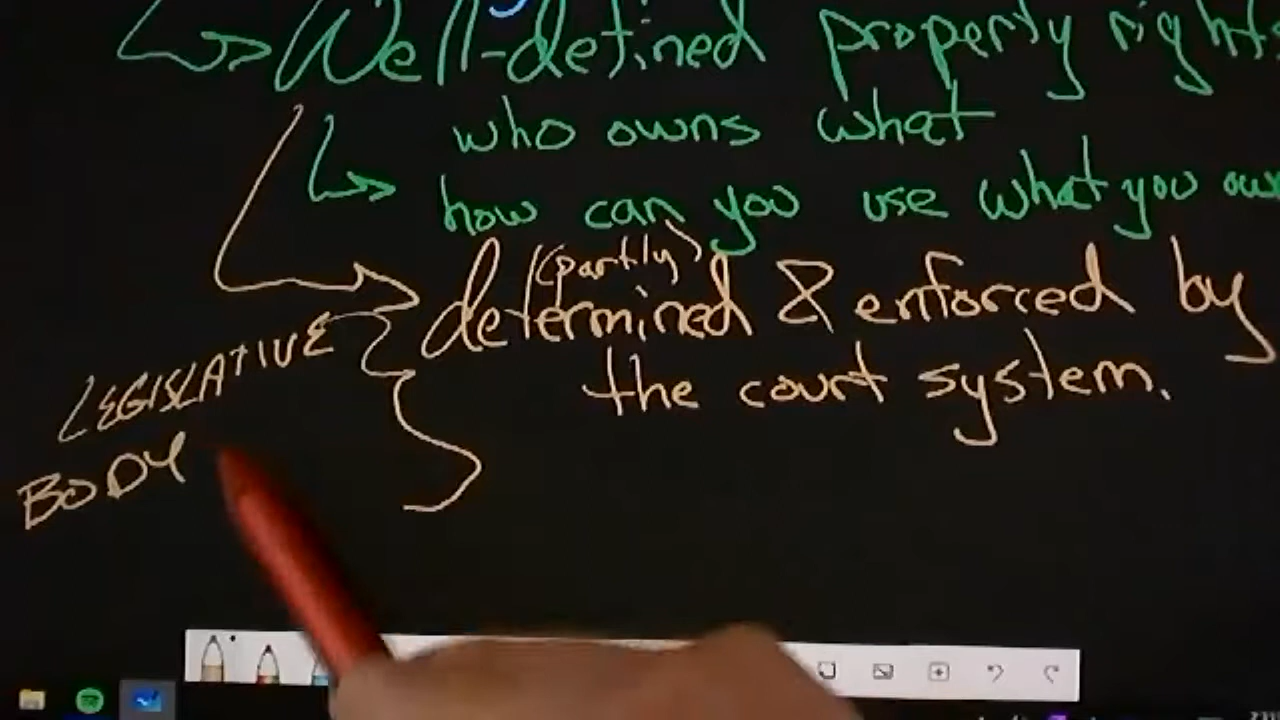 Well-defined property rights
who owns what
how can you use what you own
(partly)
determined & enforced by
the court system.
LEGISLATIVE
BODY